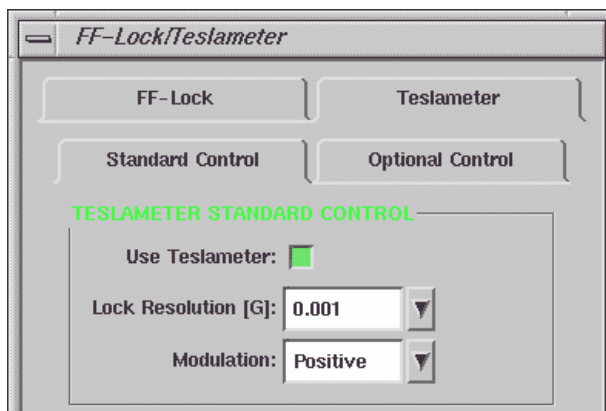 FF-Lock/Teslameter
FF-Lock Teslameter
Standard Control Optional Control
TESLAMETER STANDARD CONTROL
Use Teslameter:
Lock Resolution [G]: 0.001
Modulation: Positive